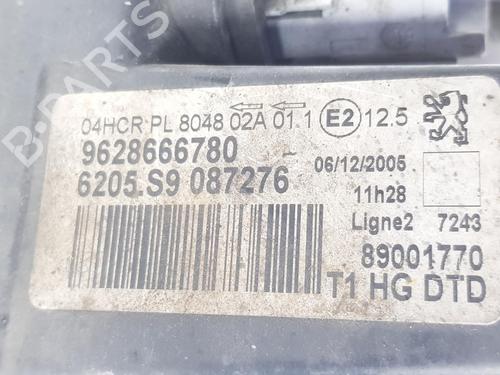 B-PARTS
04HCR PL 8048 02A 01.1 E2 12.5
9628666780 -
6205.S9 087276
06/12/2005
11h28
Ligne2 7243
89001770
T1 HG DTD